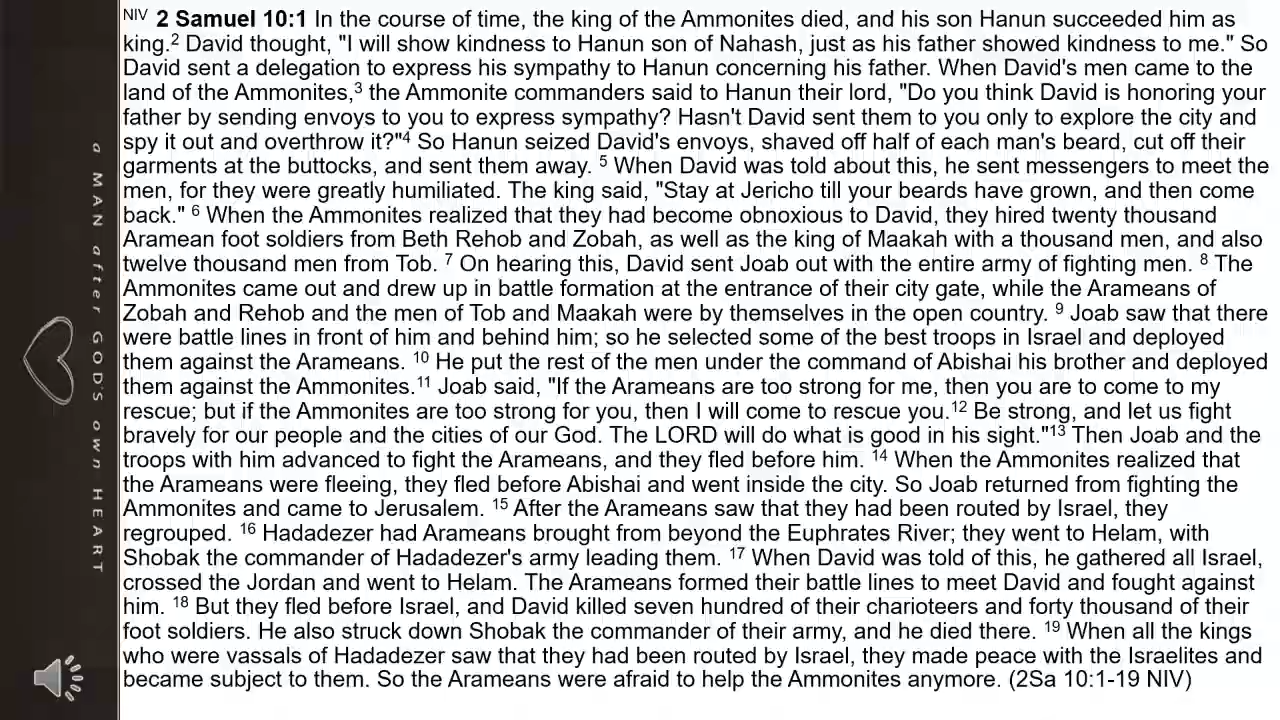 a MAN after GOD'S own HEART
NIV 2 Samuel 10:1 In the course of time, the king of the Ammonites died, and his son Hanun succeeded him as
king.2 David thought, "I will show kindness to Hanun son of Nahash, just as his father showed kindness to me." So
David sent a delegation to express his sympathy to Hanun concerning his father. When David's men came to the
land of the Ammonites,3 the Ammonite commanders said to Hanun their lord, "Do you think David is honoring your
father by sending envoys to you to express sympathy? Hasn't David sent them to you only to explore the city and
spy it out and overthrow it?"4 So Hanun seized David's envoys, shaved off half of each man's beard, cut off their
garments at the buttocks, and sent them away. 5 When David was told about this, he sent messengers to meet the
men, for they were greatly humiliated. The king said, "Stay at Jericho till your beards have grown, and then come
back." 6 When the Ammonites realized that they had become obnoxious to David, they hired twenty thousand
Aramean foot soldiers from Beth Rehob and Zobah, as well as the king of Maakah with a thousand men, and also
twelve thousand men from Tob. 7 On hearing this, David sent Joab out with the entire army of fighting men. 8 The
Ammonites came out and drew up in battle formation at the entrance of their city gate, while the Arameans of
Zobah and Rehob and the men of Tob and Maakah were by themselves in the open country. 9 Joab saw that there
were battle lines in front of him and behind him; so he selected some of the best troops in Israel and deployed
them against the Arameans. 10 He put the rest of the men under the command of Abishai his brother and deployed
them against the Ammonites.11 Joab said, "If the Arameans are too strong for me, then you are to come to my
rescue; but if the Ammonites are too strong for you, then I will come to rescue you.12 Be strong, and let us fight
bravely for our people and the cities of our God. The LORD will do what is good in his sight."13 Then Joab and the
troops with him advanced to fight the Arameans, and they fled before him. 14 When the Ammonites realized that
the Arameans were fleeing, they fled before Abishai and went inside the city. So Joab returned from fighting the
Ammonites and came to Jerusalem. 15 After the Arameans saw that they had been routed by Israel, they
regrouped. 16 Hadadezer had Arameans brought from beyond the Euphrates River; they went to Helam, with
Shobak the commander of Hadadezer's army leading them. 17 When David was told of this, he gathered all Israel,
crossed the Jordan and went to Helam. The Arameans formed their battle lines to meet David and fought against
him. 18 But they fled before Israel, and David killed seven hundred of their charioteers and forty thousand of their
foot soldiers. He also struck down Shobak the commander of their army, and he died there. 19 When all the kings
who were vassals of Hadadezer saw that they had been routed by Israel, they made peace with the Israelites and
became subject to them. So the Arameans were afraid to help the Ammonites anymore. (2Sa 10:1-19 NIV)